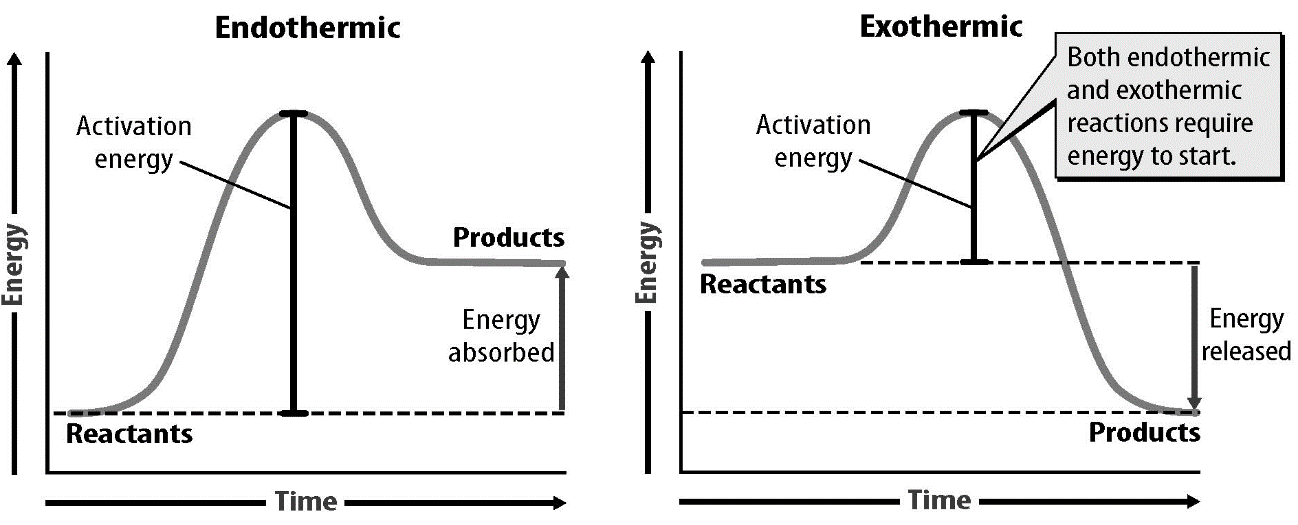 Endothermic
Energy
Activation
energy
Products
Energy
absorbed
Reactants
Time
Exothermic
Both endothermic
and exothermic
reactions require
energy to start.
Energy
Activation
energy
Reactants
Energy
released
Products
Time